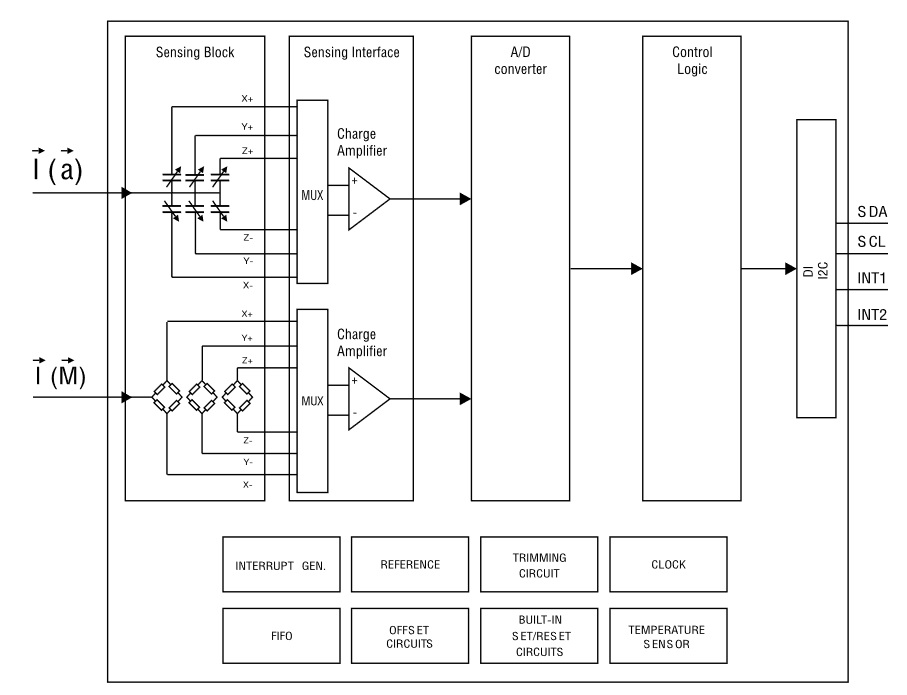 Sensing Block
Sensing Interface
A/D
converter
Control
Logic
X+
Y+
Z+
Charge
Amplifier
I (a)
MUX
+
-
Z-
Y-
X-
SDA
SCL
INT1
INT2
DI
I2C
X+
Y+
Z+
Charge
Amplifier
I (M)
MUX
+
-
Z-
Y-
X-
INTERRUPT GEN.
REFERENCE
TRIMMING
CIRCUIT
CLOCK
FIFO
OFFSET
CIRCUITS
BUILT-IN
SET/RESET
CIRCUITS
TEMPERATURE
SENSOR